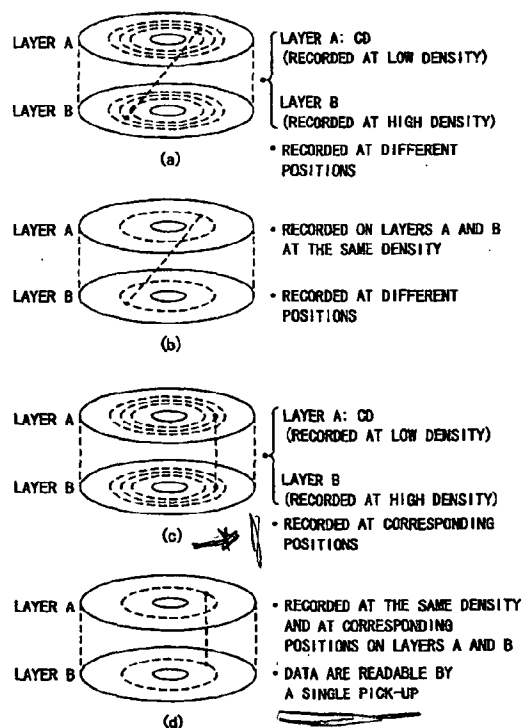 LAYER A
LAYER A: CD
(RECORDED AT LOW DENSITY)
LAYER B
LAYER B
(RECORDED AT HIGH DENSITY)
(a)
• RECORDED AT DIFFERENT
POSITIONS
LAYER A
• RECORDED ON LAYERS A AND B
AT THE SAME DENSITY
LAYER B
• RECORDED AT DIFFERENT
POSITIONS
(b)
LAYER A
LAYER A: CD
(RECORDED AT LOW DENSITY)
LAYER B
LAYER B
(RECORDED AT HIGH DENSITY)
(c)
• RECORDED AT CORRESPONDING
POSITIONS
LAYER A
• RECORDED AT THE SAME DENSITY
AND AT CORRESPONDING
POSITIONS ON LAYERS A AND B
LAYER B
• DATA ARE READABLE BY
A SINGLE PICK-UP
(d)